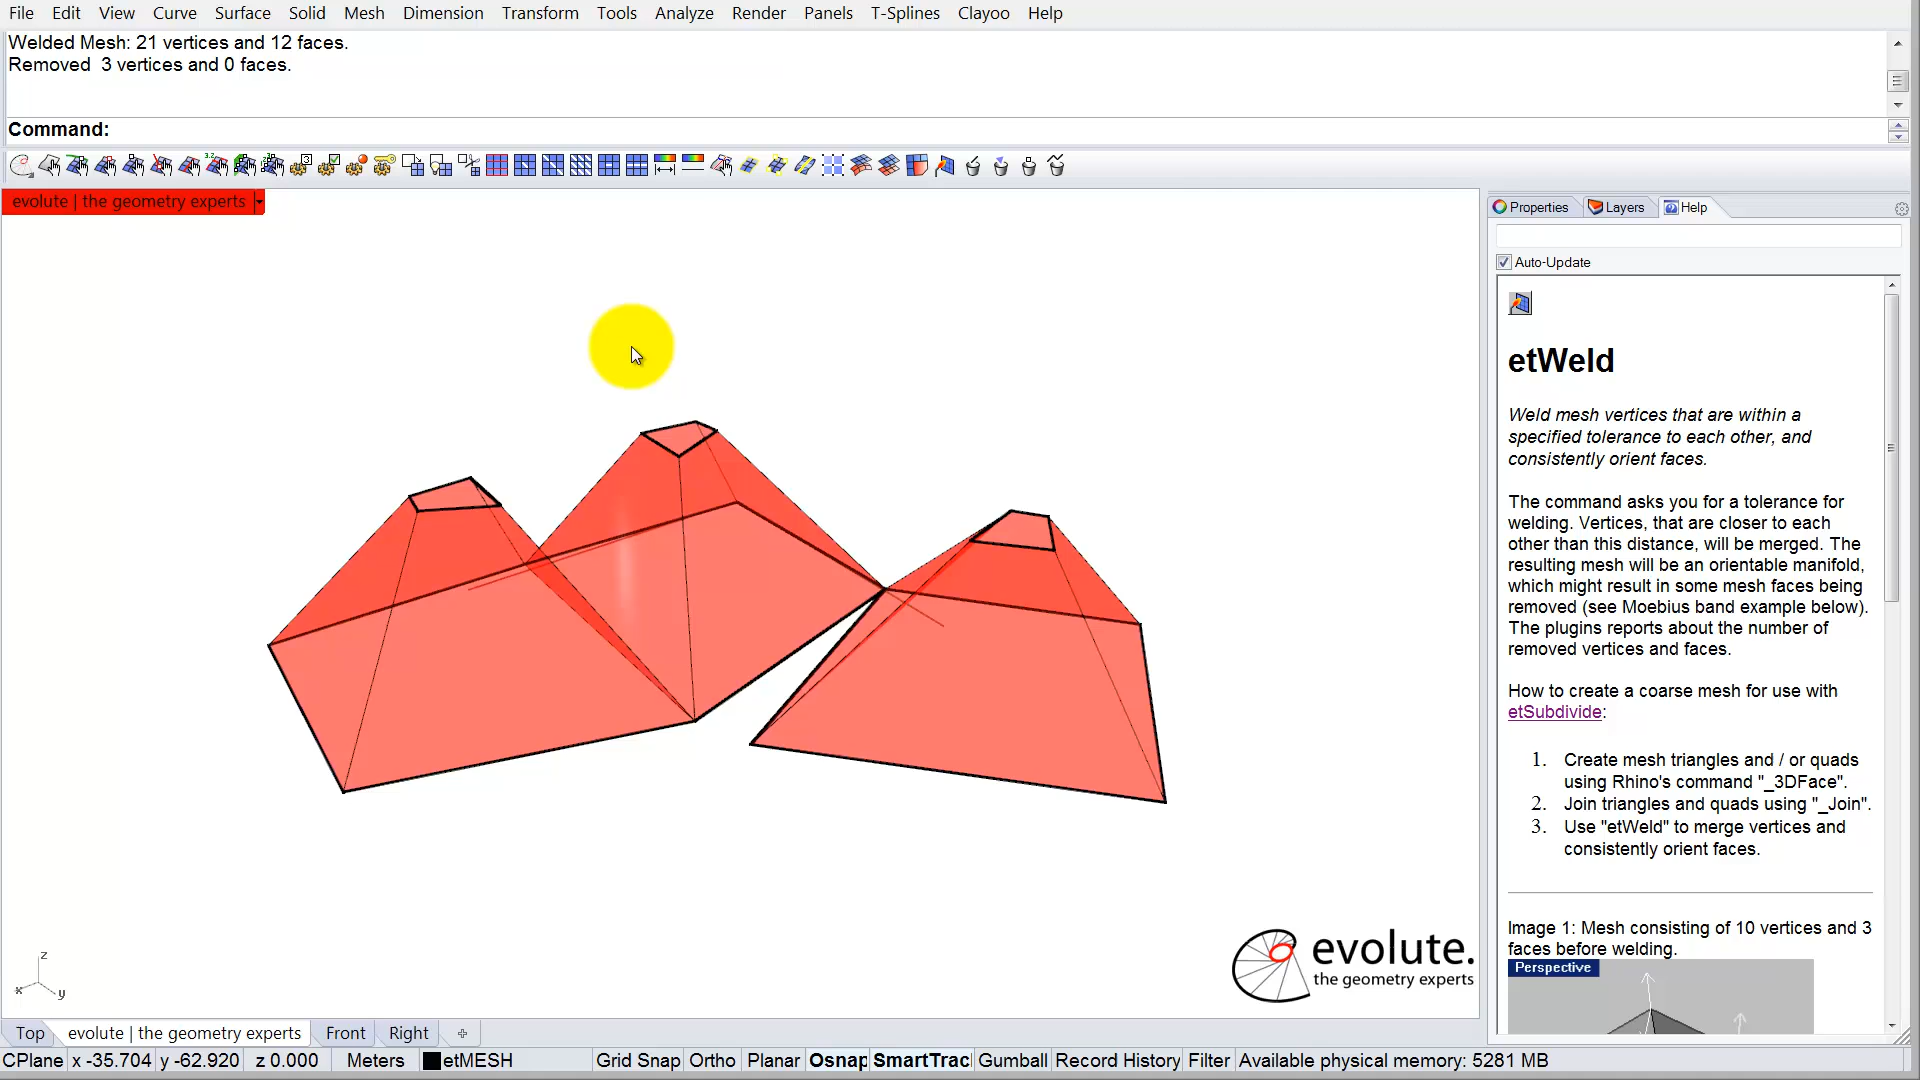 File Edit View Curve Surface Solid Mesh Dimension Transform Tools Analyze Render Panels T-Splines Clayoo Help
Welded Mesh: 21 vertices and 12 faces.
Removed  3 vertices and 0 faces.
Command:
evolute | the geometry experts
Properties Layers Help
Auto-Update
etWeld
Weld mesh vertices that are within a
specified tolerance to each other, and
consistently orient faces.
The command asks you for a tolerance for
welding. Vertices, that are closer to each
other than this distance, will be merged. The
resulting mesh will be an orientable manifold,
which might result in some mesh faces being
removed (see Moebius band example below).
The plugins reports about the number of
removed vertices and faces.
How to create a coarse mesh for use with
etSubdivide:
1. Create mesh triangles and / or quads
using Rhino's command "_3DFace".
2. Join triangles and quads using "_Join".
3. Use "etWeld" to merge vertices and
consistently orient faces.
Image 1: Mesh consisting of 10 vertices and 3
faces before welding.
Perspective
evolute.
the geometry experts
z
x
y
Top evolute | the geometry experts Front Right
CPlane x -35.704 y -62.920 z 0.000 Meters etMESH Grid Snap Ortho Planar Osnap SmartTrac Gumball Record History Filter Available physical memory: 5281 MB